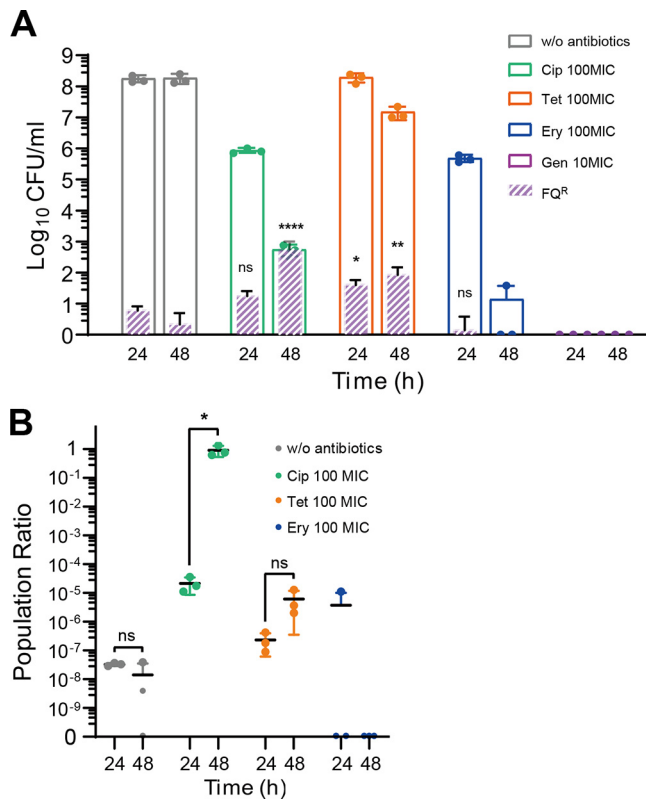 A
9
8
7
6
5
4
3
2
1
0
Log10 CFU/ml
w/o antibiotics
Cip 100MIC
Tet 100MIC
Ery 100MIC
Gen 10MIC
FQR
ns
****
*
**
ns
24 48 24 48 24 48 24 48 24 48
Time (h)
B
1
10-1
10-2
10-3
10-4
10-5
10-6
10-7
10-8
10-9
0
Population Ratio
w/o antibiotics
Cip 100 MIC
Tet 100 MIC
Ery 100 MIC
*
ns
ns
24 48 24 48 24 48 24 48
Time (h)